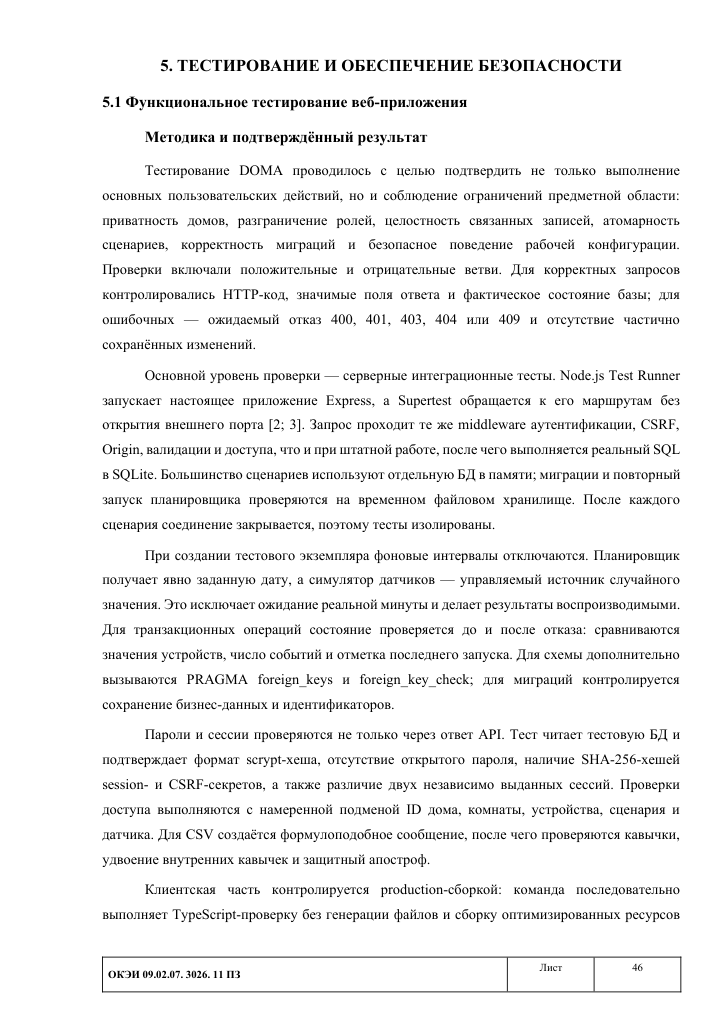 5. ТЕСТИРОВАНИЕ И ОБЕСПЕЧЕНИЕ БЕЗОПАСНОСТИ
5.1 Функциональное тестирование веб-приложения
Методика и подтверждённый результат
Тестирование DOMA проводилось с целью подтвердить не только выполнение
основных пользовательских действий, но и соблюдение ограничений предметной области:
приватность домов, разграничение ролей, целостность связанных записей, атомарность
сценариев, корректность миграций и безопасное поведение рабочей конфигурации.
Проверки включали положительные и отрицательные ветви. Для корректных запросов
контролировались HTTP-код, значимые поля ответа и фактическое состояние базы; для
ошибочных — ожидаемый отказ 400, 401, 403, 404 или 409 и отсутствие частично
сохранённых изменений.
Основной уровень проверки — серверные интеграционные тесты. Node.js Test Runner
запускает настоящее приложение Express, а Supertest обращается к его маршрутам без
открытия внешнего порта [2; 3]. Запрос проходит те же middleware аутентификации, CSRF,
Origin, валидации и доступа, что и при штатной работе, после чего выполняется реальный SQL
в SQLite. Большинство сценариев используют отдельную БД в памяти; миграции и повторный
запуск планировщика проверяются на временном файловом хранилище. После каждого
сценария соединение закрывается, поэтому тесты изолированы.
При создании тестового экземпляра фоновые интервалы отключаются. Планировщик
получает явно заданную дату, а симулятор датчиков — управляемый источник случайного
значения. Это исключает ожидание реальной минуты и делает результаты воспроизводимыми.
Для транзакционных операций состояние проверяется до и после отказа: сравниваются
значения устройств, число событий и отметка последнего запуска. Для схемы дополнительно
вызываются PRAGMA foreign_keys и foreign_key_check; для миграций контролируется
сохранение бизнес-данных и идентификаторов.
Пароли и сессии проверяются не только через ответ API. Тест читает тестовую БД и
подтверждает формат scrypt-хеша, отсутствие открытого пароля, наличие SHA-256-хешей
session- и CSRF-секретов, а также различие двух независимо выданных сессий. Проверки
доступа выполняются с намеренной подменой ID дома, комнаты, устройства, сценария и
датчика. Для CSV создаётся формулоподобное сообщение, после чего проверяются кавычки,
удвоение внутренних кавычек и защитный апостроф.
Клиентская часть контролируется production-сборкой: команда последовательно
выполняет TypeScript-проверку без генерации файлов и сборку оптимизированных ресурсов
ОКЭИ 09.02.07. 3026. 11 ПЗ
Лист
46